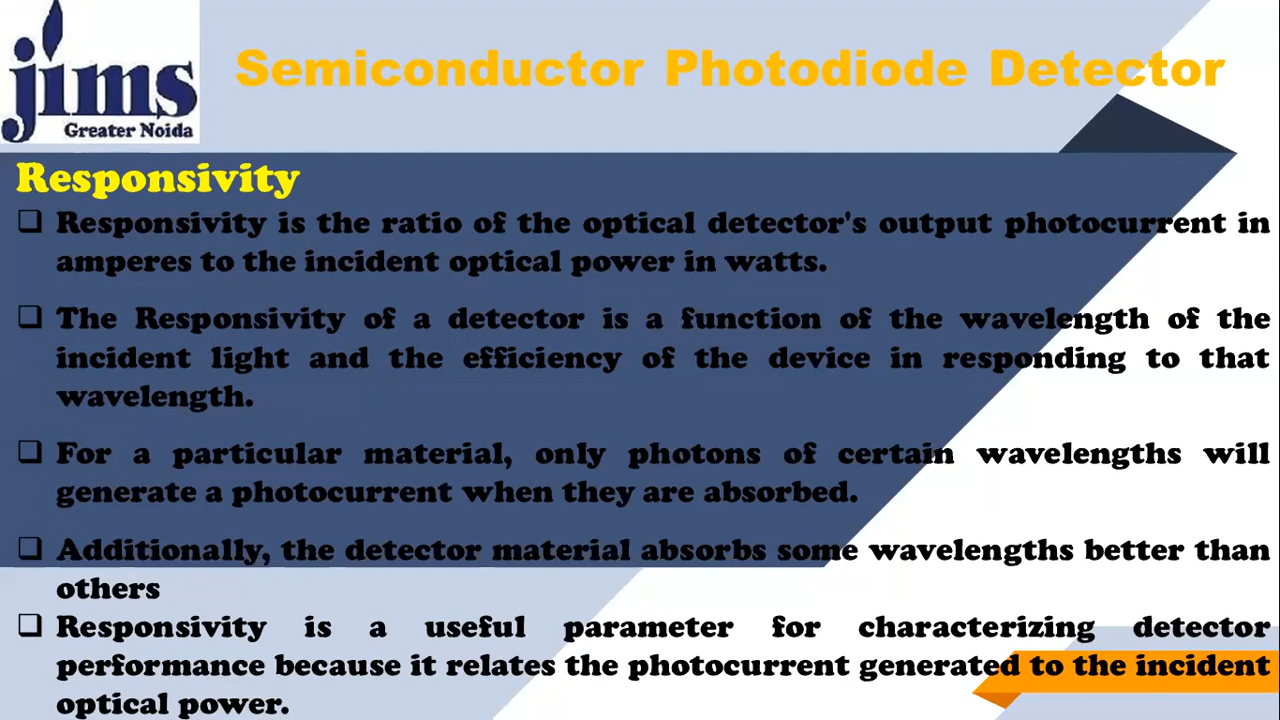 jims
Greater Noida
Semiconductor Photodiode Detector
Responsivity
❑ Responsivity is the ratio of the optical detector's output photocurrent in
amperes to the incident optical power in watts.
❑ The Responsivity of a detector is a function of the wavelength of the
incident light and the efficiency of the device in responding to that
wavelength.
❑ For a particular material, only photons of certain wavelengths will
generate a photocurrent when they are absorbed.
❑ Additionally, the detector material absorbs some wavelengths better than
others
❑ Responsivity is a useful parameter for characterizing detector
performance because it relates the photocurrent generated to the incident
optical power.